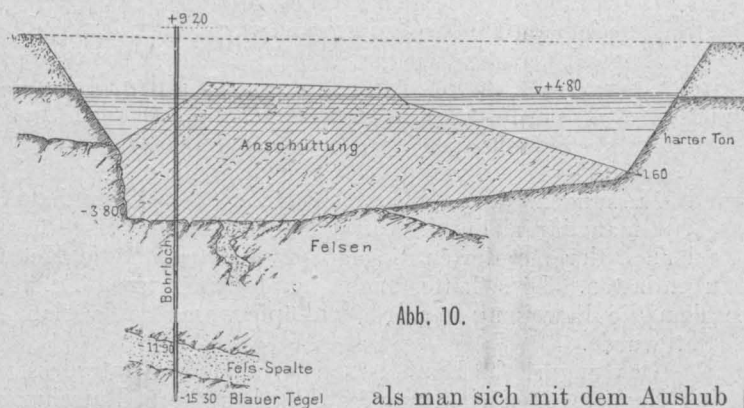 +9·20
+4·80
Anschüttung
harter Ton
-1·60
-3·80
Felsen
Bohrloch
Abb. 10.
-11·90
Fels-Spalte
-15·30 Blauer Tegel
als man sich mit dem Aushub